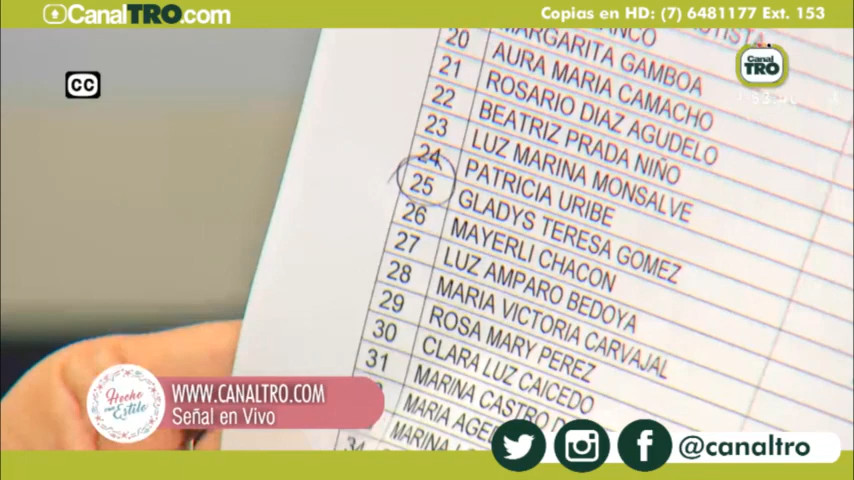 CanalTRO.com
Copias en HD: (7) 6481177 Ext. 153
Canal TRO
CC
MARGARITA GAMBOA
20 AURA MARIA CAMACHO
21 ROSARIO DIAZ AGUDELO
22 BEATRIZ PRADA NIÑO
23 LUZ MARINA MONSALVE
24 PATRICIA URIBE
25 GLADYS TERESA GOMEZ
26 MAYERLI CHACON
27 LUZ AMPARO BEDOYA
28 MARIA VICTORIA CARVAJAL
29 ROSA MARY PEREZ
30 CLARA LUZ CAICEDO
31 MARINA CASTRO
MARIA
34 MARINA
Hecho con Estilo
WWW.CANALTRO.COM
Señal en Vivo
@canaltro